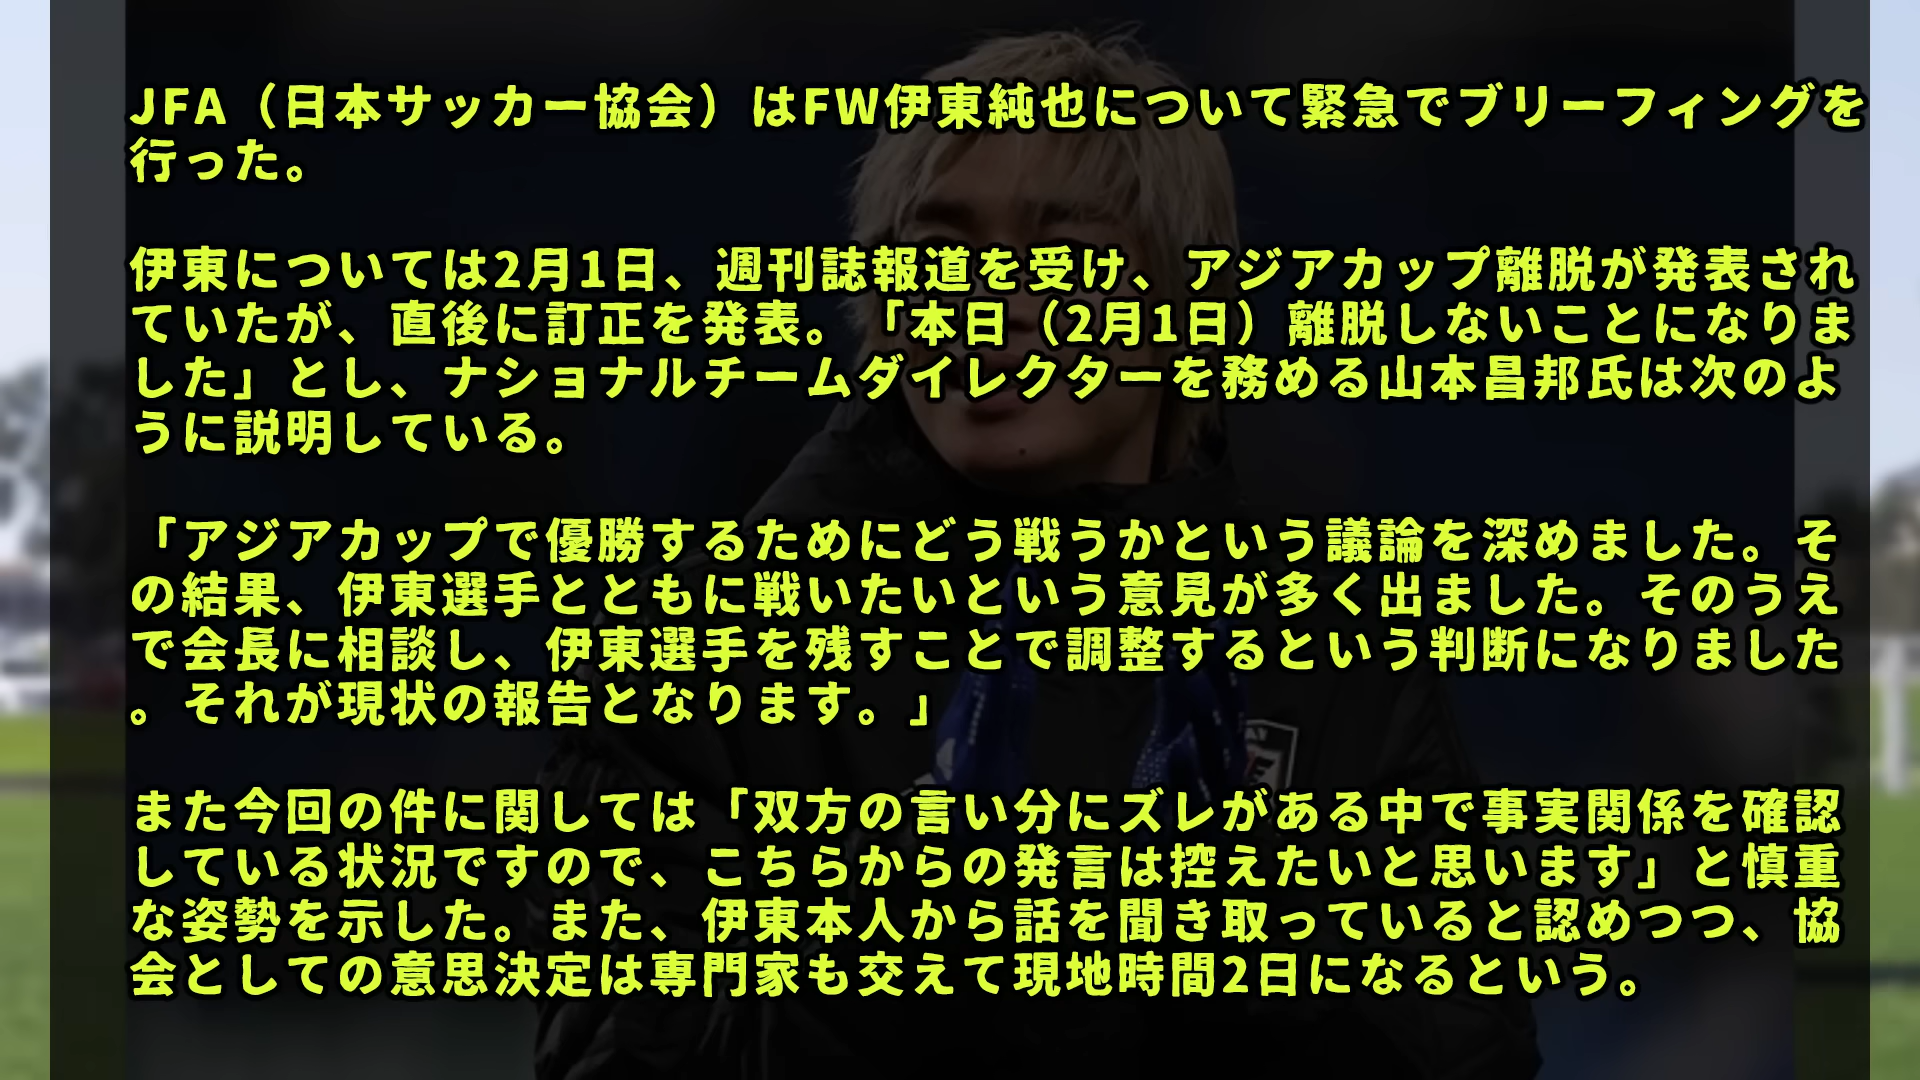 JFA（日本サッカー協会）はFW伊東純也について緊急でブリーフィングを
行った。
伊東については2月1日、週刊誌報道を受け、アジアカップ離脱が発表され
ていたが、直後に訂正を発表。「本日（2月1日）離脱しないことになりま
した」とし、ナショナルチームダイレクターを務める山本昌邦氏は次のよ
うに説明している。
「アジアカップで優勝するためにどう戦うかという議論を深めました。そ
の結果、伊東選手とともに戦いたいという意見が多く出ました。そのうえ
で会長に相談し、伊東選手を残すことで調整するという判断になりました
。それが現状の報告となります。」
また今回の件に関しては「双方の言い分にズレがある中で事実関係を確認
している状況ですので、こちらからの発言は控えたいと思います」と慎重
な姿勢を示した。また、伊東本人から話を聞き取っていると認めつつ、協
会としての意思決定は専門家も交えて現地時間2日になるという。